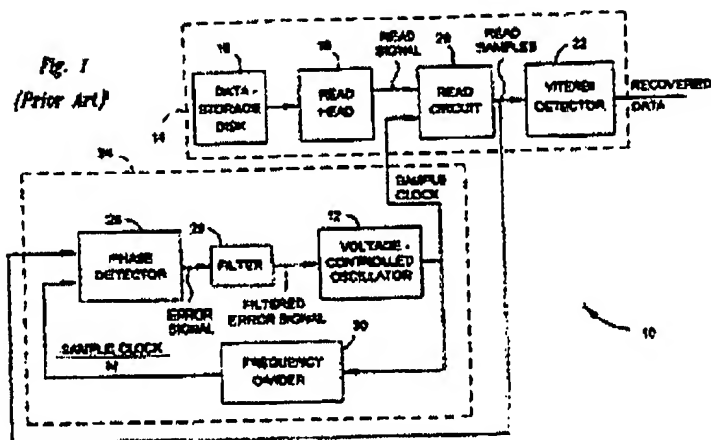 Fig. 1
(Prior Art)
14
16
DATA-
STORAGE
DISK
18
READ
HEAD
READ
SIGNAL
20
READ
CIRCUIT
READ
SAMPLES
22
VITERBI
DETECTOR
RECOVERED
DATA
SAMPLE
CLOCK
24
26
PHASE
DETECTOR
ERROR
SIGNAL
28
FILTER
FILTERED
ERROR SIGNAL
12
VOLTAGE-
CONTROLLED
OSCILLATOR
SAMPLE CLOCK
30
FREQUENCY
DIVIDER
10